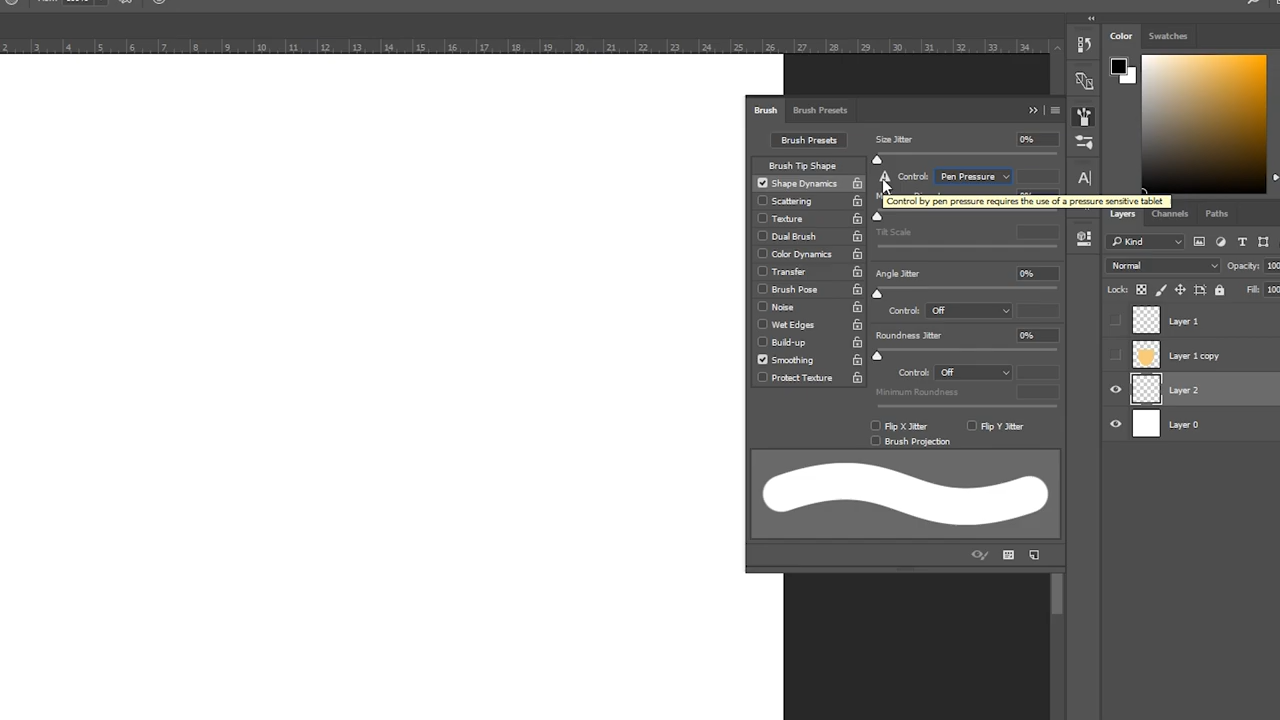 2 3 4 5 6 7 8 9 10 11 12 13 14 15 16 17 18 19 20 21 22 23 24 25 26 27 28 29 30 31 32 33 34
Color Swatches
Brush Brush Presets
Brush Presets
Brush Tip Shape
Shape Dynamics
Scattering
Texture
Dual Brush
Color Dynamics
Transfer
Brush Pose
Noise
Wet Edges
Build-up
Smoothing
Protect Texture
Size Jitter 0%
Control: Pen Pressure
Control by pen pressure requires the use of a pressure sensitive tablet
Tilt Scale
Angle Jitter 0%
Control: Off
Roundness Jitter 0%
Control: Off
Minimum Roundness
Flip X Jitter Flip Y Jitter
Brush Projection
A|
Layers Channels Paths
Kind T
Normal Opacity: 100
Lock: Fill: 100
Layer 1
Layer 1 copy
Layer 2
Layer 0